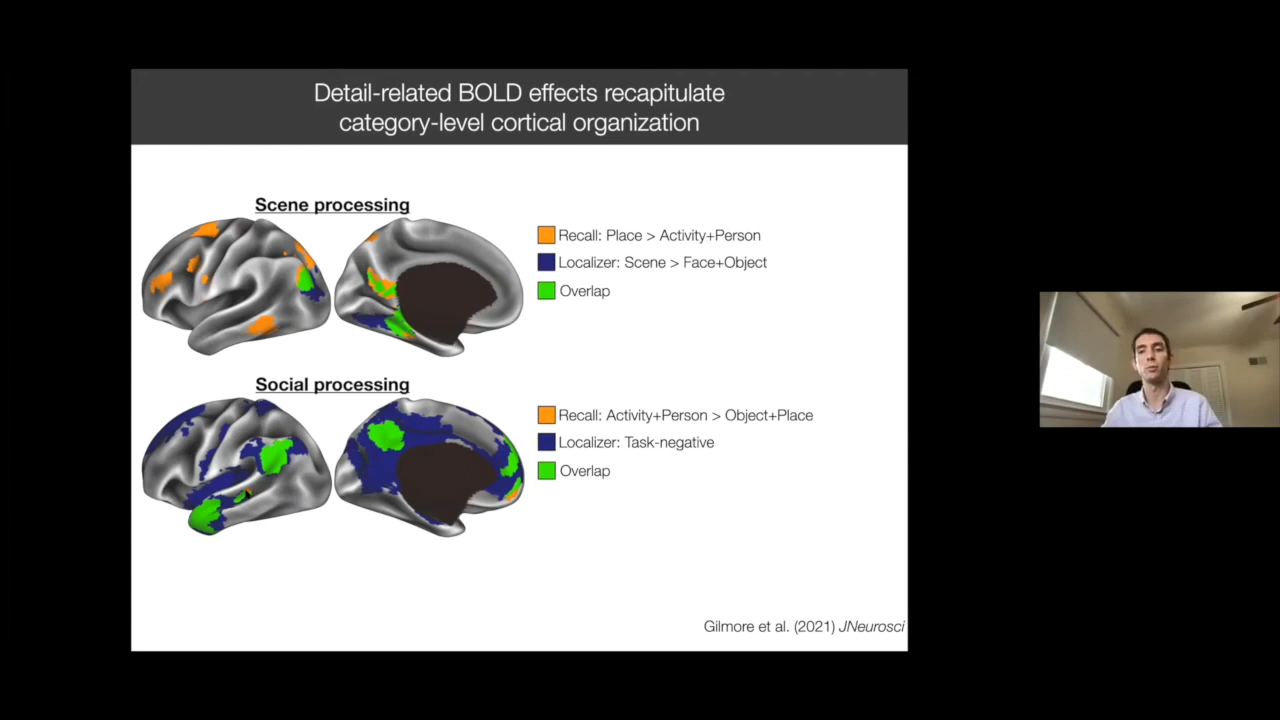 Detail-related BOLD effects recapitulate
category-level cortical organization
Scene processing
Recall: Place > Activity+Person
Localizer: Scene > Face+Object
Overlap
Social processing
Recall: Activity+Person > Object+Place
Localizer: Task-negative
Overlap
Gilmore et al. (2021) JNeurosci